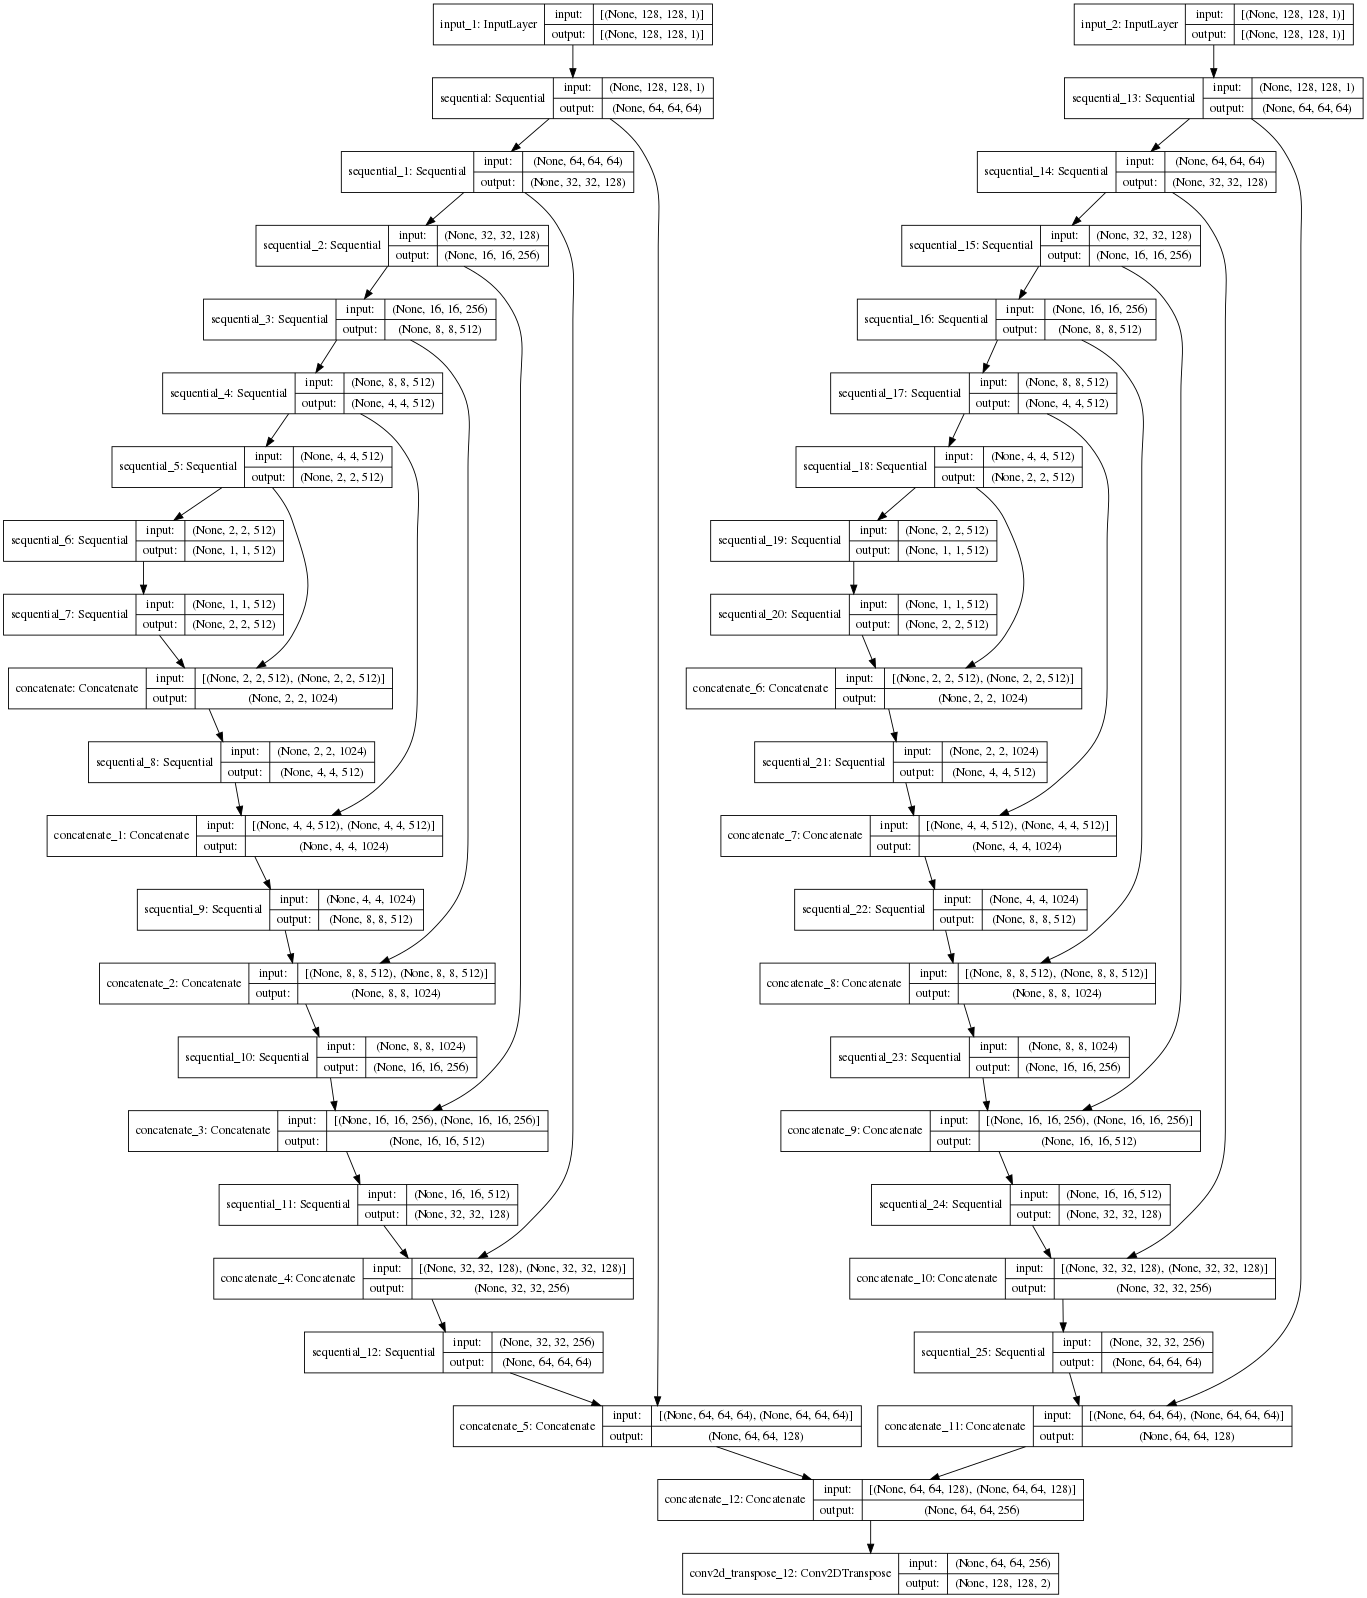 input_1: InputLayer
input:
[(None, 128, 128, 1)]
output:
[(None, 128, 128, 1)]
input_2: InputLayer
input:
[(None, 128, 128, 1)]
output:
[(None, 128, 128, 1)]
sequential: Sequential
input:
(None, 128, 128, 1)
output:
(None, 64, 64, 64)
sequential_13: Sequential
input:
(None, 128, 128, 1)
output:
(None, 64, 64, 64)
sequential_1: Sequential
input:
(None, 64, 64, 64)
output:
(None, 32, 32, 128)
sequential_14: Sequential
input:
(None, 64, 64, 64)
output:
(None, 32, 32, 128)
sequential_2: Sequential
input:
(None, 32, 32, 128)
output:
(None, 16, 16, 256)
sequential_15: Sequential
input:
(None, 32, 32, 128)
output:
(None, 16, 16, 256)
sequential_3: Sequential
input:
(None, 16, 16, 256)
output:
(None, 8, 8, 512)
sequential_16: Sequential
input:
(None, 16, 16, 256)
output:
(None, 8, 8, 512)
sequential_4: Sequential
input:
(None, 8, 8, 512)
output:
(None, 4, 4, 512)
sequential_17: Sequential
input:
(None, 8, 8, 512)
output:
(None, 4, 4, 512)
sequential_5: Sequential
input:
(None, 4, 4, 512)
output:
(None, 2, 2, 512)
sequential_18: Sequential
input:
(None, 4, 4, 512)
output:
(None, 2, 2, 512)
sequential_6: Sequential
input:
(None, 2, 2, 512)
output:
(None, 1, 1, 512)
sequential_19: Sequential
input:
(None, 2, 2, 512)
output:
(None, 1, 1, 512)
sequential_7: Sequential
input:
(None, 1, 1, 512)
output:
(None, 2, 2, 512)
sequential_20: Sequential
input:
(None, 1, 1, 512)
output:
(None, 2, 2, 512)
concatenate: Concatenate
input:
[(None, 2, 2, 512), (None, 2, 2, 512)]
output:
(None, 2, 2, 1024)
concatenate_6: Concatenate
input:
[(None, 2, 2, 512), (None, 2, 2, 512)]
output:
(None, 2, 2, 1024)
sequential_8: Sequential
input:
(None, 2, 2, 1024)
output:
(None, 4, 4, 512)
sequential_21: Sequential
input:
(None, 2, 2, 1024)
output:
(None, 4, 4, 512)
concatenate_1: Concatenate
input:
[(None, 4, 4, 512), (None, 4, 4, 512)]
output:
(None, 4, 4, 1024)
concatenate_7: Concatenate
input:
[(None, 4, 4, 512), (None, 4, 4, 512)]
output:
(None, 4, 4, 1024)
sequential_9: Sequential
input:
(None, 4, 4, 1024)
output:
(None, 8, 8, 512)
sequential_22: Sequential
input:
(None, 4, 4, 1024)
output:
(None, 8, 8, 512)
concatenate_2: Concatenate
input:
[(None, 8, 8, 512), (None, 8, 8, 512)]
output:
(None, 8, 8, 1024)
concatenate_8: Concatenate
input:
[(None, 8, 8, 512), (None, 8, 8, 512)]
output:
(None, 8, 8, 1024)
sequential_10: Sequential
input:
(None, 8, 8, 1024)
output:
(None, 16, 16, 256)
sequential_23: Sequential
input:
(None, 8, 8, 1024)
output:
(None, 16, 16, 256)
concatenate_3: Concatenate
input:
[(None, 16, 16, 256), (None, 16, 16, 256)]
output:
(None, 16, 16, 512)
concatenate_9: Concatenate
input:
[(None, 16, 16, 256), (None, 16, 16, 256)]
output:
(None, 16, 16, 512)
sequential_11: Sequential
input:
(None, 16, 16, 512)
output:
(None, 32, 32, 128)
sequential_24: Sequential
input:
(None, 16, 16, 512)
output:
(None, 32, 32, 128)
concatenate_4: Concatenate
input:
[(None, 32, 32, 128), (None, 32, 32, 128)]
output:
(None, 32, 32, 256)
concatenate_10: Concatenate
input:
[(None, 32, 32, 128), (None, 32, 32, 128)]
output:
(None, 32, 32, 256)
sequential_12: Sequential
input:
(None, 32, 32, 256)
output:
(None, 64, 64, 64)
sequential_25: Sequential
input:
(None, 32, 32, 256)
output:
(None, 64, 64, 64)
concatenate_5: Concatenate
input:
[(None, 64, 64, 64), (None, 64, 64, 64)]
output:
(None, 64, 64, 128)
concatenate_11: Concatenate
input:
[(None, 64, 64, 64), (None, 64, 64, 64)]
output:
(None, 64, 64, 128)
concatenate_12: Concatenate
input:
[(None, 64, 64, 128), (None, 64, 64, 128)]
output:
(None, 64, 64, 256)
conv2d_transpose_12: Conv2DTranspose
input:
(None, 64, 64, 256)
output:
(None, 128, 128, 2)